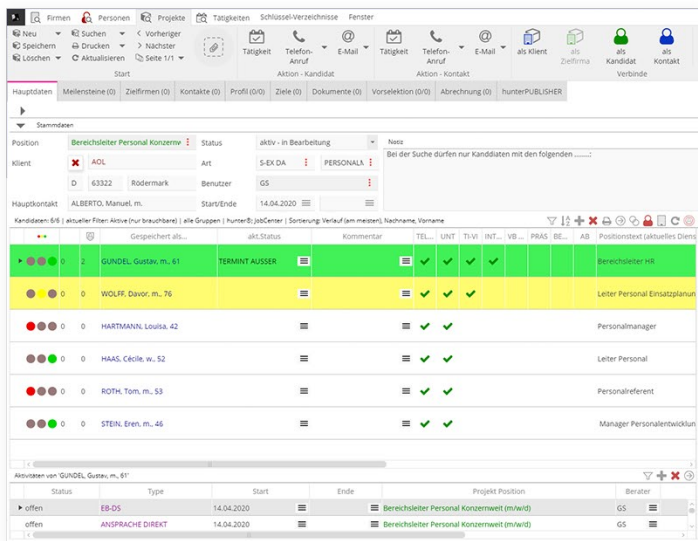 Firmen Personen Projekte Tätigkeiten Schlüssel-Verzeichnisse Fenster
Neu Suchen Vorheriger
Speichern Drucken Nächster
Löschen Aktualisieren Seite 1/1
Tätigkeit Telefon-Anruf E-Mail Tätigkeit Telefon-Anruf E-Mail als Klient als Zielfirma als Kandidat als Kontakt
Start Aktion - Kandidat Aktion - Kontakt Verbinde
Hauptdaten Meilensteine (0) Zielfirmen (0) Kontakte (0) Profil (0/0) Ziele (0) Dokumente (0) Vorselektion (0/0) Abrechnung (0) hunterPUBLISHER
Stammdaten
Position Bereichsleiter Personal Konzernw Status aktiv - in Bearbeitung Notiz
Bei der Suche dürfen nur Kanddiaten mit den folgenden ........:
Klient AOL Art S-EX DA PERSONALM
D 63322 Rödermark Benutzer GS
Hauptkontakt ALBERTO, Manuel, m. Start/Ende 14.04.2020
Kandidaten: 6/6 | aktueller Filter: Aktive (nur brauchbare) | alle Gruppen | hunter®; JobCenter | Sortierung: Verlauf (am meisten), Nachname, Vorname
Gespeichert als... akt.Status Kommentar TEL... UNT TI-VI INT... VB ... PRÄS BE... AB Positionstext (aktuelles Diens
0 2 GUNDEL, Gustav, m., 61 TERMINT AUSSER Bereichsleiter HR
0 0 WOLFF, Davor, m., 76 Leiter Personal Einsatzplanun
0 0 HARTMANN, Louisa, 42 Personalmanager
0 0 HAAS, Cécile, w., 52 Leiter Personal
0 0 ROTH, Tom, m., 53 Personalreferent
0 0 STEIN, Eren, m., 46 Manager Personalentwicklun
Aktivitäten von 'GUNDEL, Gustav, m., 61'
Status Type Start Ende Projekt Position Berater
offen EB-DS 14.04.2020 Bereichsleiter Personal Konzernweit (m/w/d) GS
offen ANSPRACHE DIREKT 14.04.2020 Bereichsleiter Personal Konzernweit (m/w/d) GS